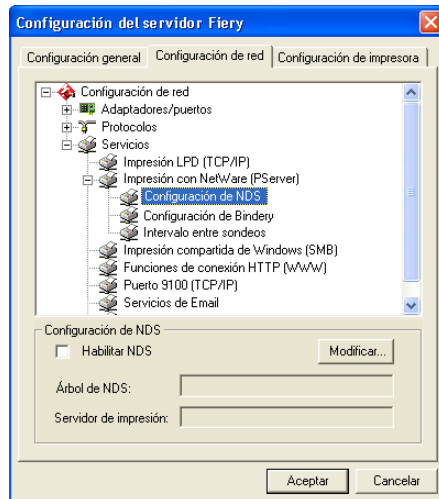 Configuración del servidor Fiery
Configuración general Configuración de red Configuración de impresora
Configuración de red
Adaptadores/puertos
Protocolos
Servicios
Impresión LPD (TCP/IP)
Impresión con NetWare (PServer)
Configuración de NDS
Configuración de Bindery
Intervalo entre sondeos
Impresión compartida de Windows (SMB)
Funciones de conexión HTTP (WWW)
Puerto 9100 (TCP/IP)
Servicios de Email
Configuración de NDS
Habilitar NDS Modificar...
Árbol de NDS:
Servidor de impresión:
Aceptar Cancelar